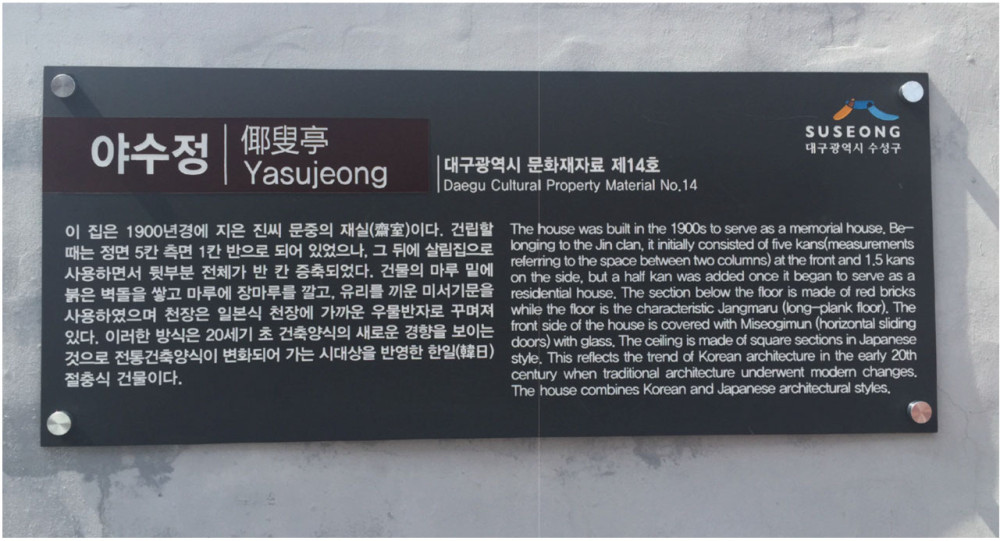 야수정
倻叟亭
Yasujeong
대구광역시 문화재자료 제14호
Daegu Cultural Property Material No.14
SUSEONG
대구광역시 수성구
이 집은 1900년경에 지은 진씨 문중의 재실(齋室)이다. 건립할
때는 정면 5칸 측면 1칸 반으로 되어 있었으나, 그 뒤에 살림집으로
사용하면서 뒷부분 전체가 반 칸 증축되었다. 건물의 마루 밑에
붉은 벽돌을 쌓고 마루에 장마루를 깔고, 유리를 끼운 미서기문을
사용하였으며 천장은 일본식 천장에 가까운 우물반자로 꾸며져
있다. 이러한 방식은 20세기 초 건축양식의 새로운 경향을 보이는
것으로 전통건축양식이 변화되어 가는 시대상을 반영한 한일(韓日)
절충식 건물이다.
The house was built in the 1900s to serve as a memorial house. Be-
longing to the Jin clan, it initially consisted of five kans(measurements
referring to the space between two columns) at the front and 1.5 kans
on the side, but a half kan was added once it began to serve as a
residential house. The section below the floor is made of red bricks
while the floor is the characteristic Jangmaru (long-plank floor). The
front side of the house is covered with Miseogimun (horizontal sliding
doors) with glass. The ceiling is made of square sections in Japanese
style. This reflects the trend of Korean architecture in the early 20th
century when traditional architecture underwent modern changes.
The house combines Korean and Japanese architectural styles.